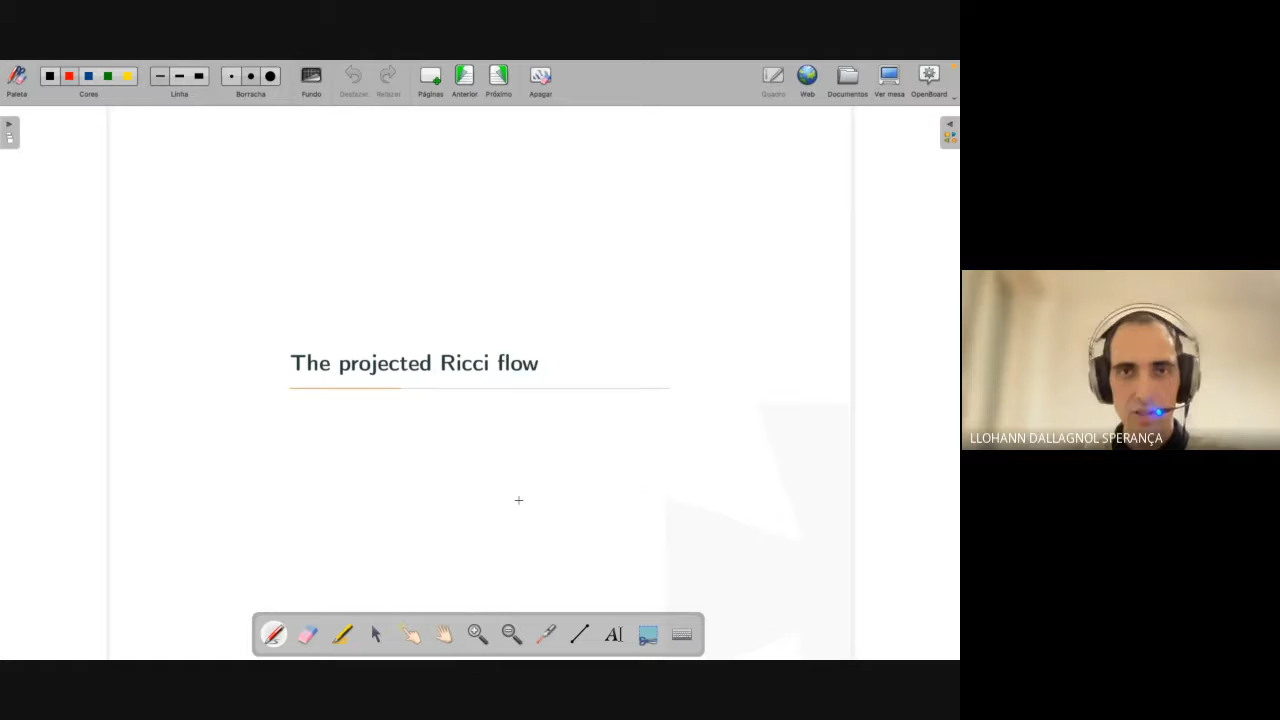 Paleta
Cores
Linha
Borracha
Fundo
Desfazer
Refazer
Páginas
Anterior
Próximo
Apagar
Quadro
Web
Documentos
Ver mesa
OpenBoard
The projected Ricci flow
LLOHANN DALLAGNOL SPERANÇA
AI